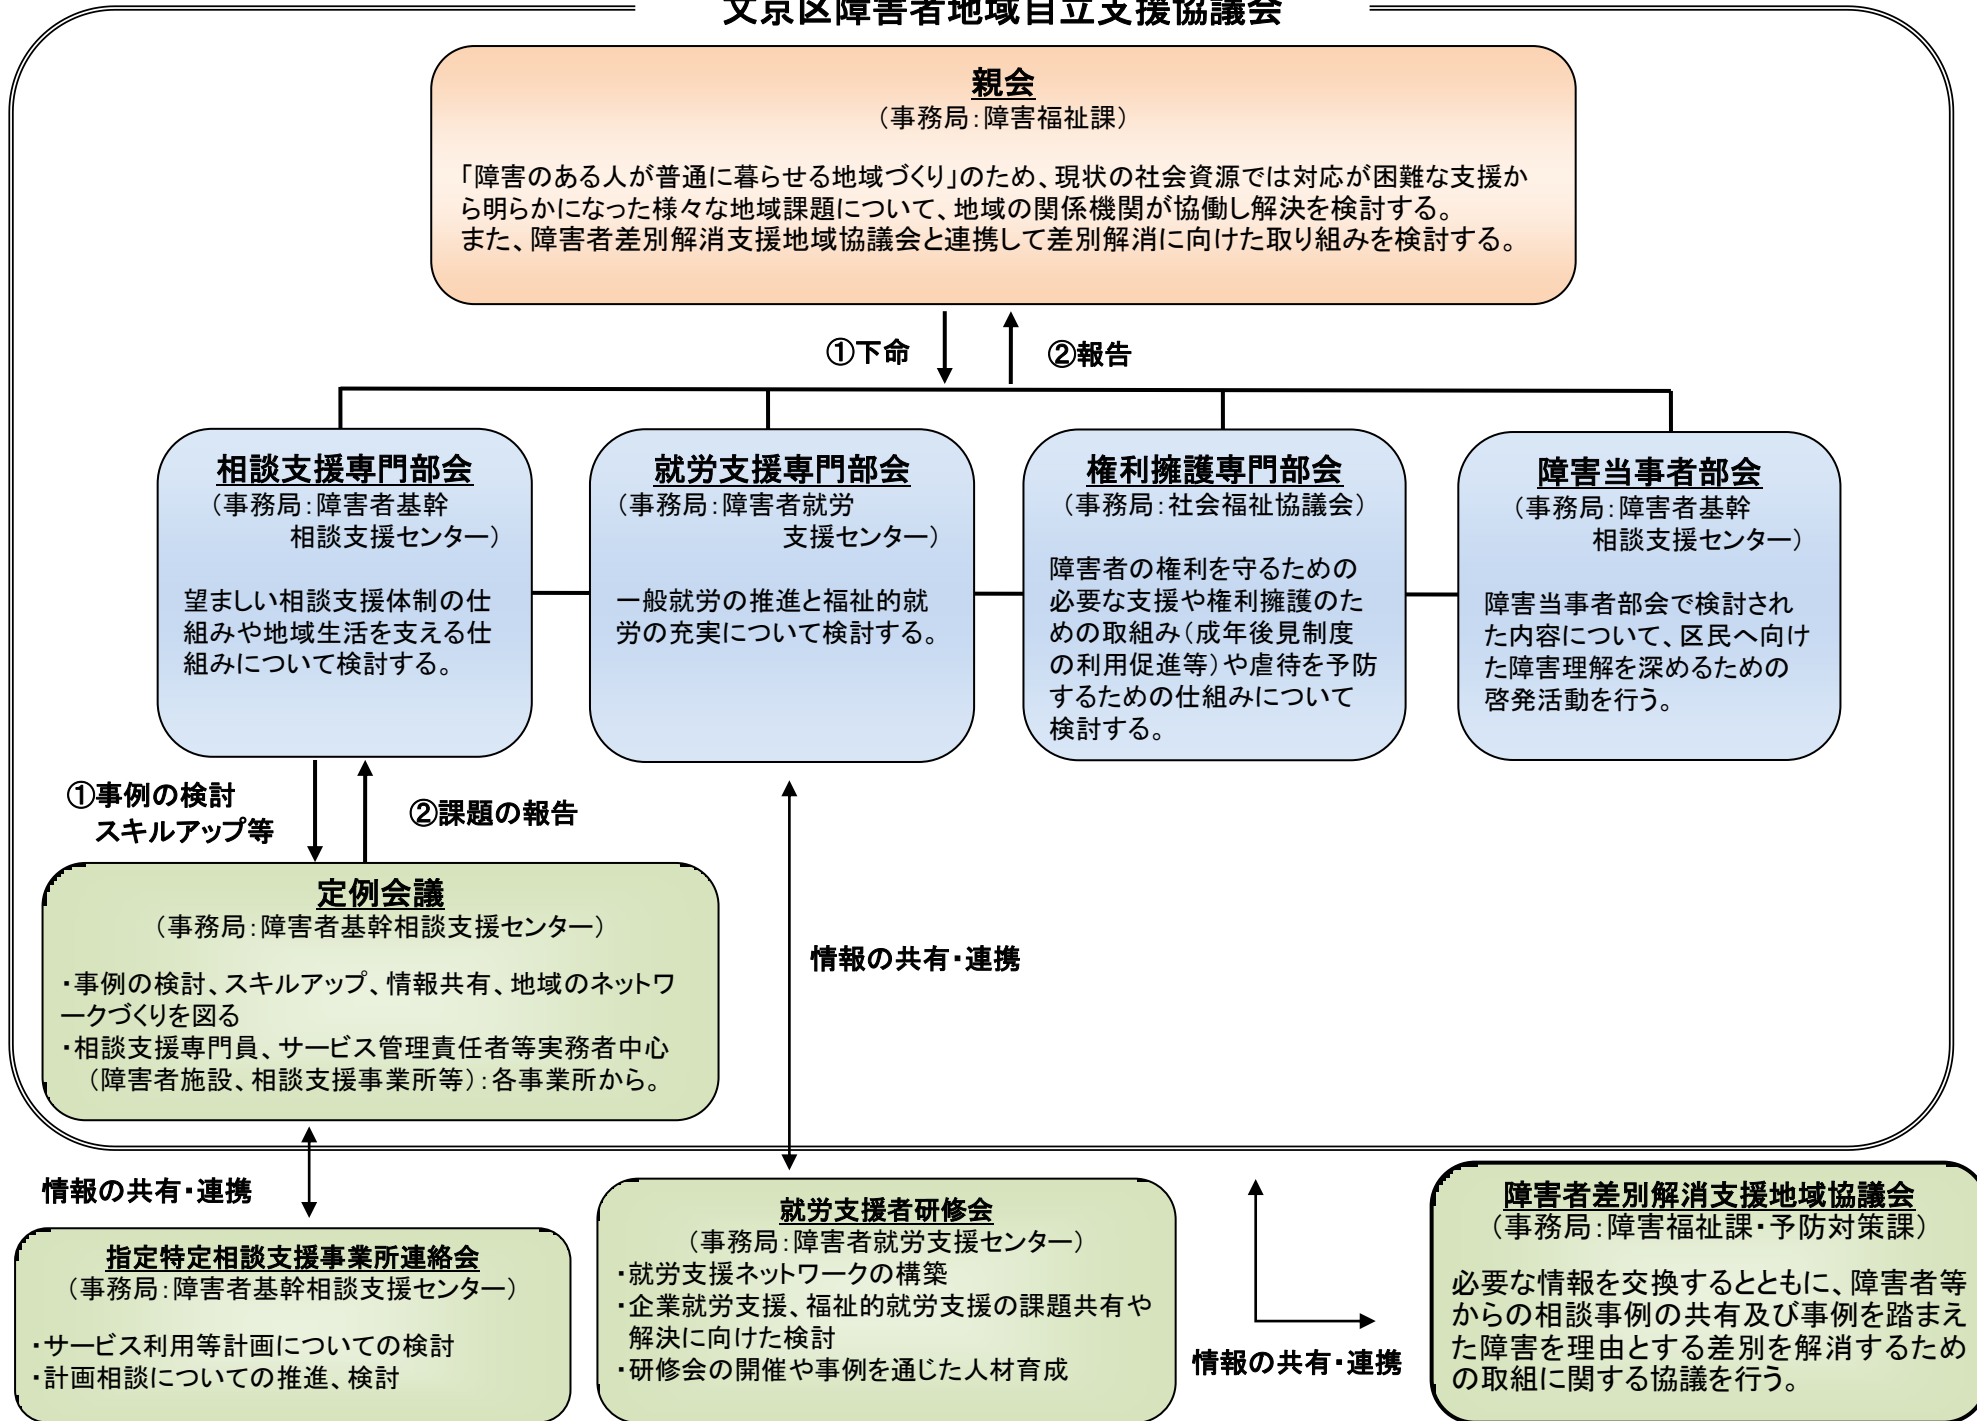 文京区障害者地域自立支援協議会
親会
（事務局：障害福祉課）
「障害のある人が普通に暮らせる地域づくり」のため、現状の社会資源では対応が困難な支援か
ら明らかになった様々な地域課題について、地域の関係機関が協働し解決を検討する。
また、障害者差別解消支援地域協議会と連携して差別解消に向けた取り組みを検討する。
①下命
②報告
相談支援専門部会
（事務局：障害者基幹
相談支援センター）
望ましい相談支援体制の仕
組みや地域生活を支える仕
組みについて検討する。
就労支援専門部会
（事務局：障害者就労
支援センター）
一般就労の推進と福祉的就
労の充実について検討する。
権利擁護専門部会
（事務局：社会福祉協議会）
障害者の権利を守るための
必要な支援や権利擁護のた
めの取組み（成年後見制度
の利用促進等）や虐待を予防
するための仕組みについて
検討する。
障害当事者部会
（事務局：障害者基幹
相談支援センター）
障害当事者部会で検討され
た内容について、区民へ向け
た障害理解を深めるための
啓発活動を行う。
①事例の検討
スキルアップ等
②課題の報告
定例会議
（事務局：障害者基幹相談支援センター）
・事例の検討、スキルアップ、情報共有、地域のネットワ
ークづくりを図る
・相談支援専門員、サービス管理責任者等実務者中心
（障害者施設、相談支援事業所等）：各事業所から。
情報の共有・連携
情報の共有・連携
指定特定相談支援事業所連絡会
（事務局：障害者基幹相談支援センター）
・サービス利用等計画についての検討
・計画相談についての推進、検討
就労支援者研修会
（事務局：障害者就労支援センター）
・就労支援ネットワークの構築
・企業就労支援、福祉的就労支援の課題共有や
解決に向けた検討
・研修会の開催や事例を通じた人材育成
情報の共有・連携
障害者差別解消支援地域協議会
（事務局：障害福祉課・予防対策課）
必要な情報を交換するとともに、障害者等
からの相談事例の共有及び事例を踏まえ
た障害を理由とする差別を解消するため
の取組に関する協議を行う。